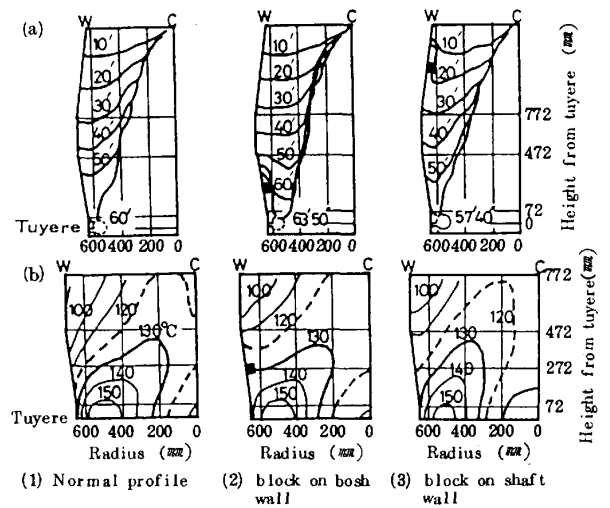 (a)
W C W C W C
10′ 10′ 10′
20′ 20′ 20′
30′ 30′ 30′
772
40′ 40′ 40′
50′ 50′ 472
50′
60′
Tuyere 60′ 63′50″ 57′40″ 72
0
600 400 200 0 600 400 200 0 600 400 200 0
Height from tuyere (mm)
(b)
W C W C W C
772
100 100 100
120 120 120
130°C 130 130 472
140 140 140 272
150 150 150
Tuyere 72
600 400 200 0 600 400 200 0 600 400 200 0
Height from tuyere (mm)
Radius (mm) Radius (mm) Radius (mm)
(1) Normal profile (2) block on bosh wall (3) block on shaft wall